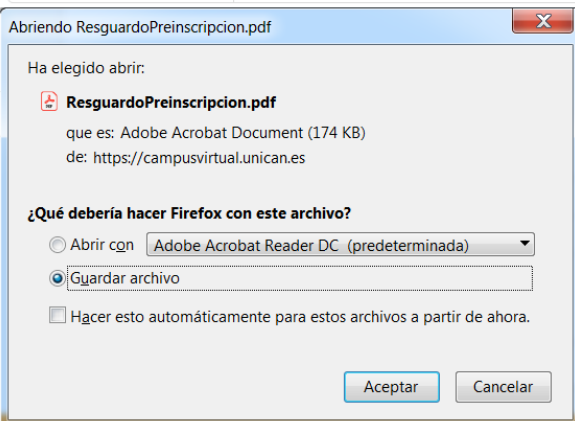 Abriendo ResguardoPreinscripcion.pdf
Ha elegido abrir:
ResguardoPreinscripcion.pdf
que es: Adobe Acrobat Document (174 KB)
de: https://campusvirtual.unican.es
¿Qué debería hacer Firefox con este archivo?
Abrir con Adobe Acrobat Reader DC (predeterminada)
Guardar archivo
Hacer esto automáticamente para estos archivos a partir de ahora.
Aceptar Cancelar